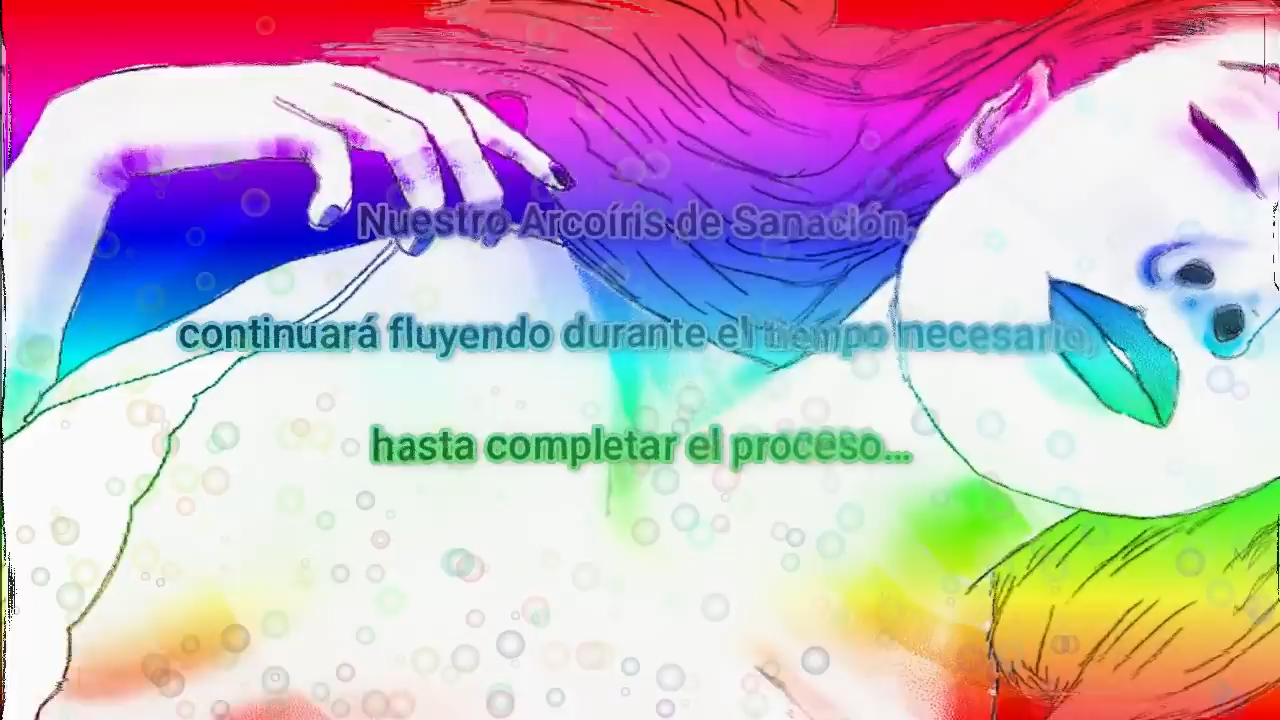 Nuestro Arcoíris de Sanación,
continuará fluyendo durante el tiempo necesario,
hasta completar el proceso...